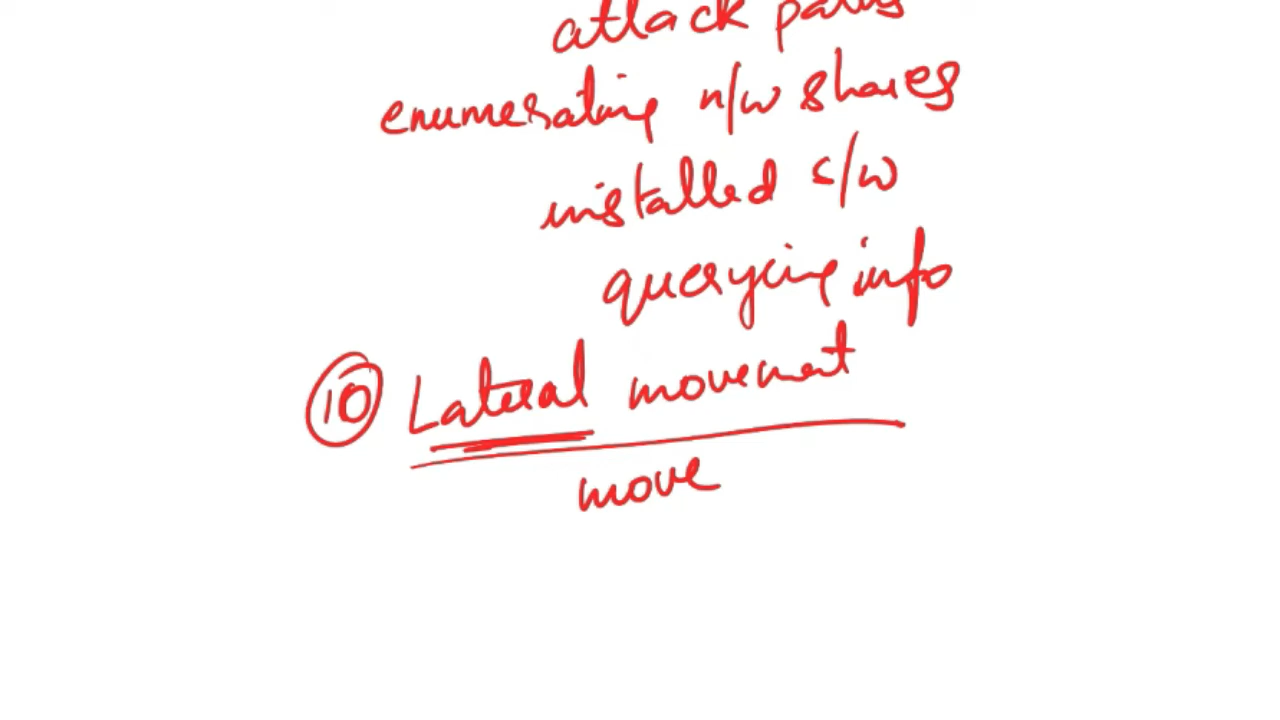 attack paths
enumerating n/w shares
installed s/w
querying info
10 Lateral movement
move